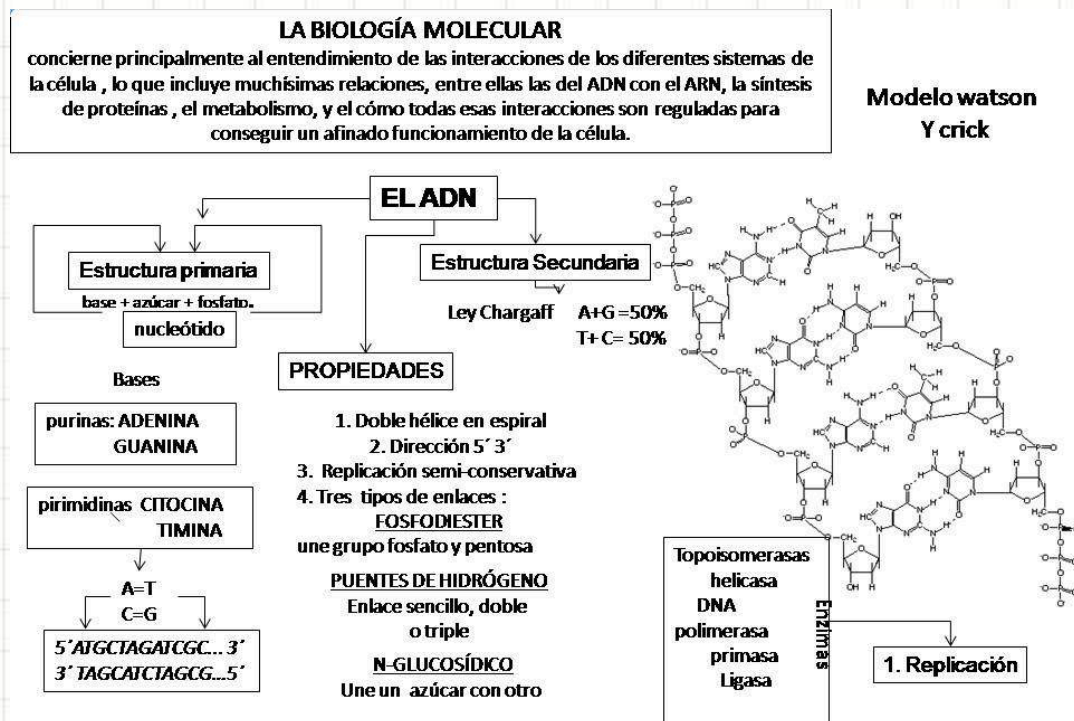 LA BIOLOGÍA MOLECULAR
concierne principalmente al entendimiento de las interacciones de los diferentes sistemas de
la célula , lo que incluye muchísimas relaciones, entre ellas las del ADN con el ARN, la síntesis
de proteínas , el metabolismo, y el cómo todas esas interacciones son reguladas para
conseguir un afinado funcionamiento de la célula.
Modelo watson
Y crick
EL ADN
Estructura primaria
base + azúcar + fosfato.
nucleótido
Estructura Secundaria
Ley Chargaff A+G =50%
T+ C= 50%
Bases
purinas: ADENINA
GUANINA
pirimidinas CITOCINA
TIMINA
A=T
C=G
5´ATGCTAGATCGC... 3´
3´TAGCATCTAGCG...5´
PROPIEDADES
1. Doble hélice en espiral
2. Dirección 5´ 3´
3. Replicación semi-conservativa
4. Tres tipos de enlaces :
FOSFODIESTER
une grupo fosfato y pentosa
PUENTES DE HIDRÓGENO
Enlace sencillo, doble
o triple
N-GLUCOSÍDICO
Une un azúcar con otro
Topoisomerasas
helicasa
DNA
polimerasa
primasa
Ligasa
Enzimas
1. Replicación